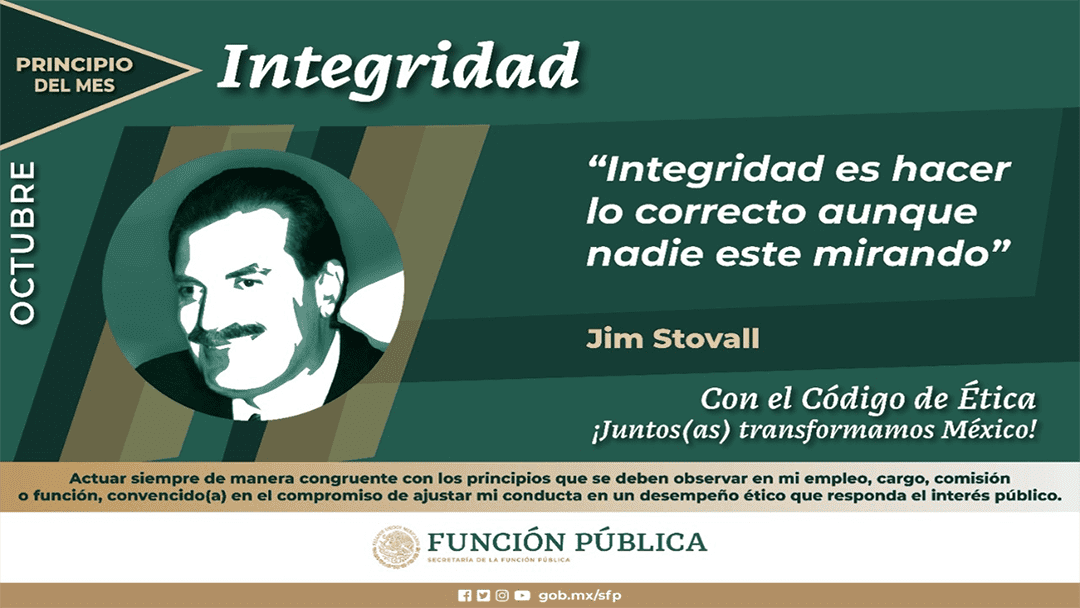 PRINCIPIO
DEL MES
Integridad
OCTUBRE
“Integridad es hacer
lo correcto aunque
nadie este mirando”
Jim Stovall
Con el Código de Ética
¡Juntos(as) transformamos México!
Actuar siempre de manera congruente con los principios que se deben observar en mi empleo, cargo, comisión
o función, convencido(a) en el compromiso de ajustar mi conducta en un desempeño ético que responda el interés público.
FUNCIÓN PÚBLICA
SECRETARÍA DE LA FUNCIÓN PÚBLICA
gob.mx/sfp